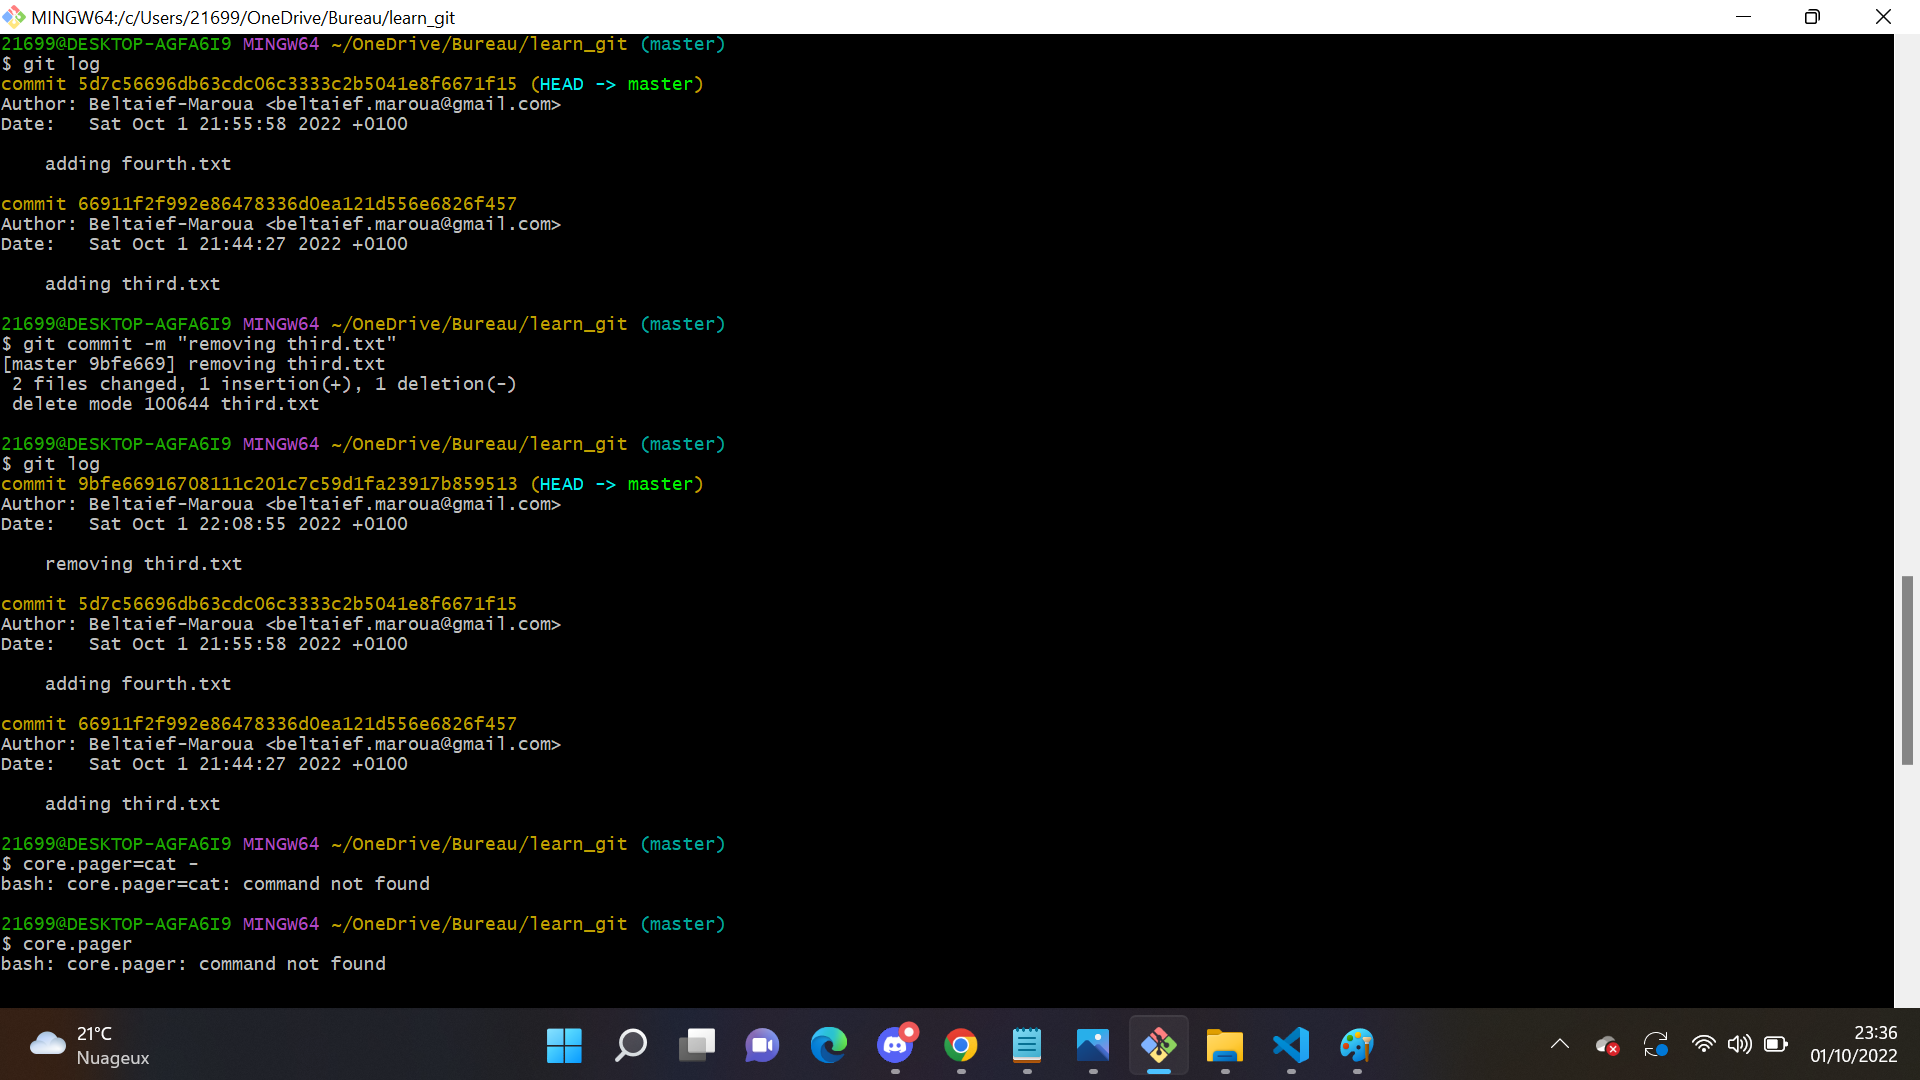 MINGW64:/c/Users/21699/OneDrive/Bureau/learn_git
21699@DESKTOP-AGFA6I9 MINGW64 ~/OneDrive/Bureau/learn_git (master)
$ git log
commit 5d7c56696db63cdc06c3333c2b5041e8f6671f15 (HEAD -> master)
Author: Beltaief-Maroua <beltaief.maroua@gmail.com>
Date:   Sat Oct 1 21:55:58 2022 +0100
    adding fourth.txt
commit 66911f2f992e86478336d0ea121d556e6826f457
Author: Beltaief-Maroua <beltaief.maroua@gmail.com>
Date:   Sat Oct 1 21:44:27 2022 +0100
    adding third.txt
21699@DESKTOP-AGFA6I9 MINGW64 ~/OneDrive/Bureau/learn_git (master)
$ git commit -m "removing third.txt"
[master 9bfe669] removing third.txt
 2 files changed, 1 insertion(+), 1 deletion(-)
 delete mode 100644 third.txt
21699@DESKTOP-AGFA6I9 MINGW64 ~/OneDrive/Bureau/learn_git (master)
$ git log
commit 9bfe66916708111c201c7c59d1fa23917b859513 (HEAD -> master)
Author: Beltaief-Maroua <beltaief.maroua@gmail.com>
Date:   Sat Oct 1 22:08:55 2022 +0100
    removing third.txt
commit 5d7c56696db63cdc06c3333c2b5041e8f6671f15
Author: Beltaief-Maroua <beltaief.maroua@gmail.com>
Date:   Sat Oct 1 21:55:58 2022 +0100
    adding fourth.txt
commit 66911f2f992e86478336d0ea121d556e6826f457
Author: Beltaief-Maroua <beltaief.maroua@gmail.com>
Date:   Sat Oct 1 21:44:27 2022 +0100
    adding third.txt
21699@DESKTOP-AGFA6I9 MINGW64 ~/OneDrive/Bureau/learn_git (master)
$ core.pager=cat -
bash: core.pager=cat: command not found
21699@DESKTOP-AGFA6I9 MINGW64 ~/OneDrive/Bureau/learn_git (master)
$ core.pager
bash: core.pager: command not found
21°C
Nuageux
23:36
01/10/2022